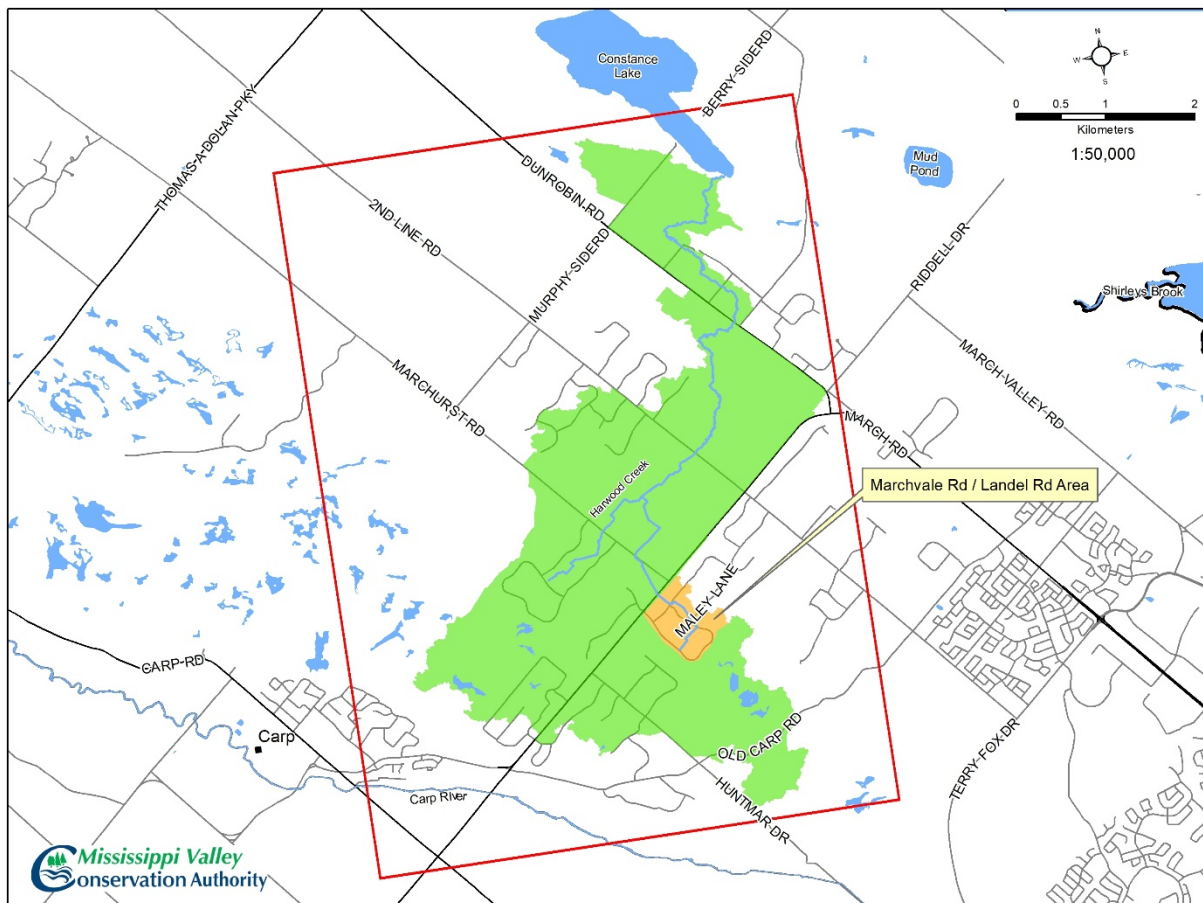 Constance
Lake
BERRY-SIDERD
N
W E
S
0 0.5 1 2
Kilometers
1:50,000
THOMAS-A-DOLAN-PKY
Mud
Pond
DUNROBIN-RD
2ND-LINE-RD
MURPHY-SIDERD
RIDDELL-DR
Shirleys Brook
MARCH-VALLEY-RD
MARCHURST-RD
MARCH-RD
Harwood Creek
Marchvale Rd / Landel Rd Area
MALEY-LANE
CARP-RD
Carp
OLD CARP RD
TERRY-FOX-DR
HUNTMAR-DR
Carp River
Mississippi Valley
Conservation Authority